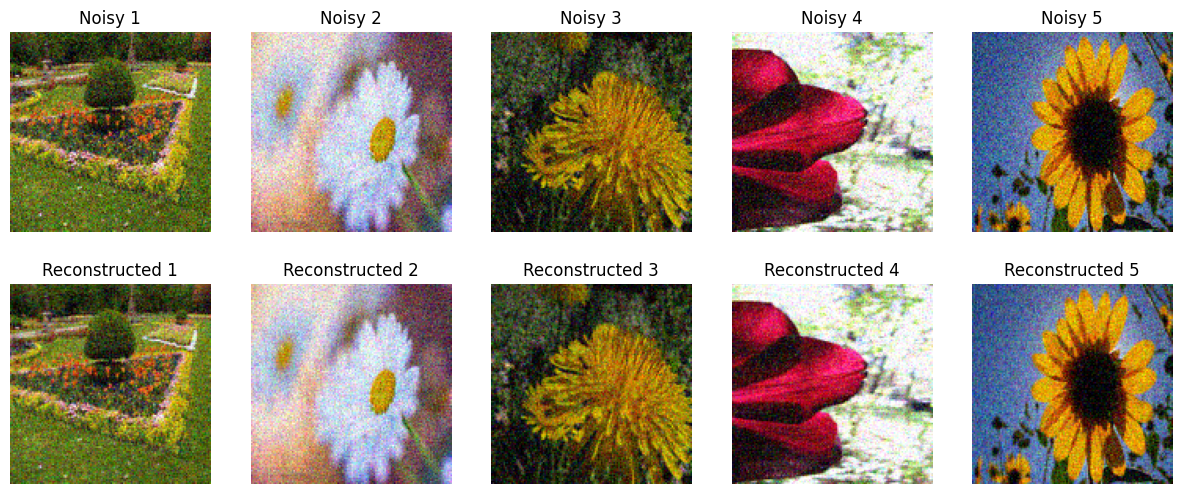 Noisy 1
Noisy 2
Noisy 3
Noisy 4
Noisy 5
Reconstructed 1
Reconstructed 2
Reconstructed 3
Reconstructed 4
Reconstructed 5